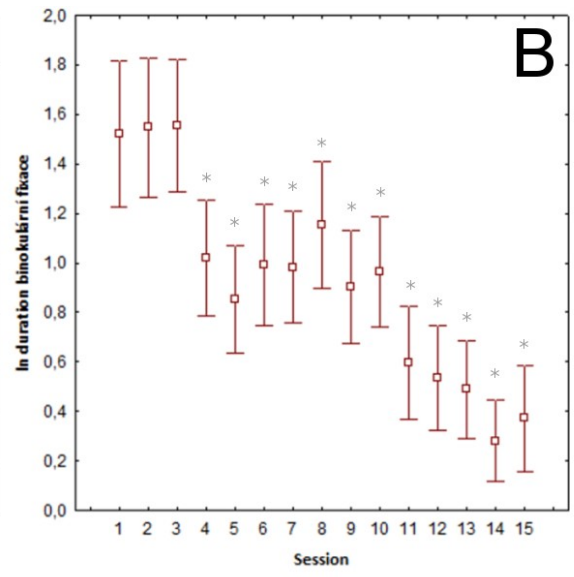 B
2,0
1,8
1,6
1,4
1,2
1,0
0,8
0,6
0,4
0,2
0,0
ln duration binokulární fixace
* * * * * * * * * * * *
1 2 3 4 5 6 7 8 9 10 11 12 13 14 15
Session